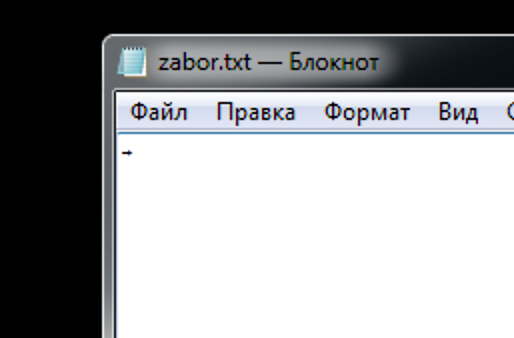 zabor.txt — Блокнот
Файл Правка Формат Вид
→